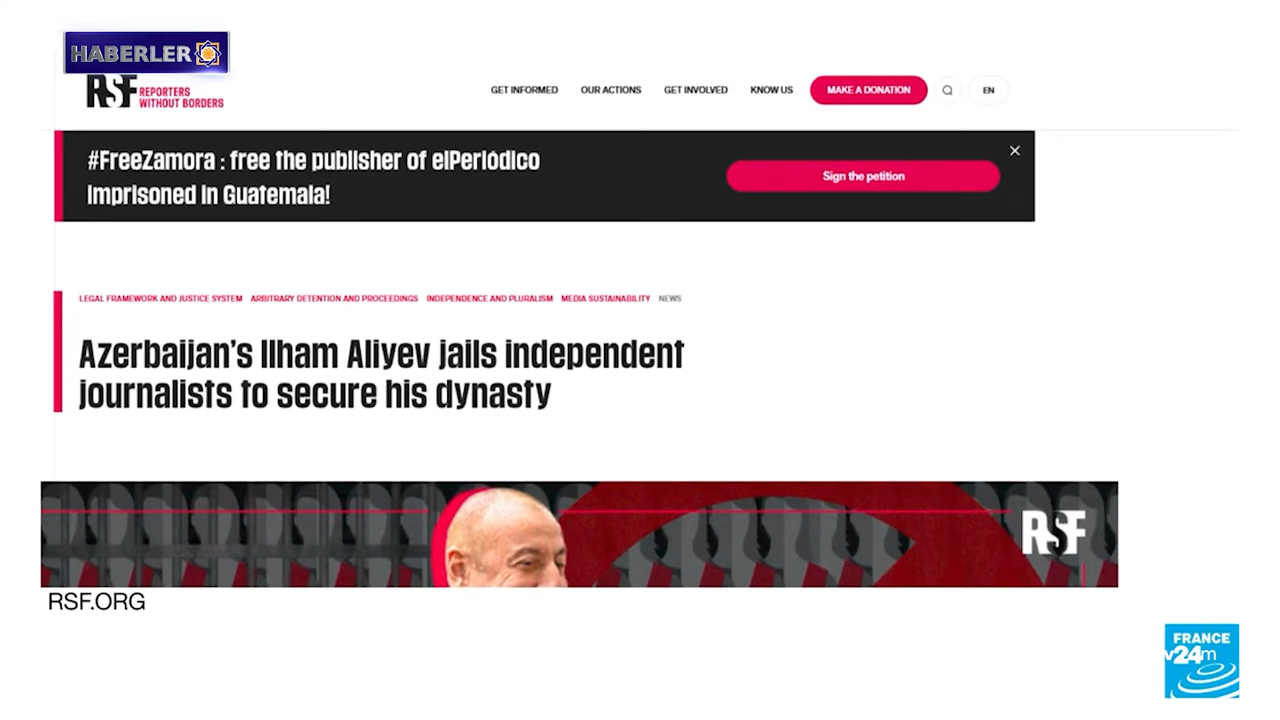 HABERLER
RSF REPORTERS
WITHOUT BORDERS
GET INFORMED OUR ACTIONS GET INVOLVED KNOW US MAKE A DONATION EN
#FreeZamora : free the publisher of elPeriódico
imprisoned in Guatemala!
Sign the petition
LEGAL FRAMEWORK AND JUSTICE SYSTEM ARBITRARY DETENTION AND PROCEEDINGS INDEPENDENCE AND PLURALISM MEDIA SUSTAINABILITY NEWS
Azerbaijan's Ilham Aliyev jails independent
journalists to secure his dynasty
RSF
RSF.ORG
FRANCE
24